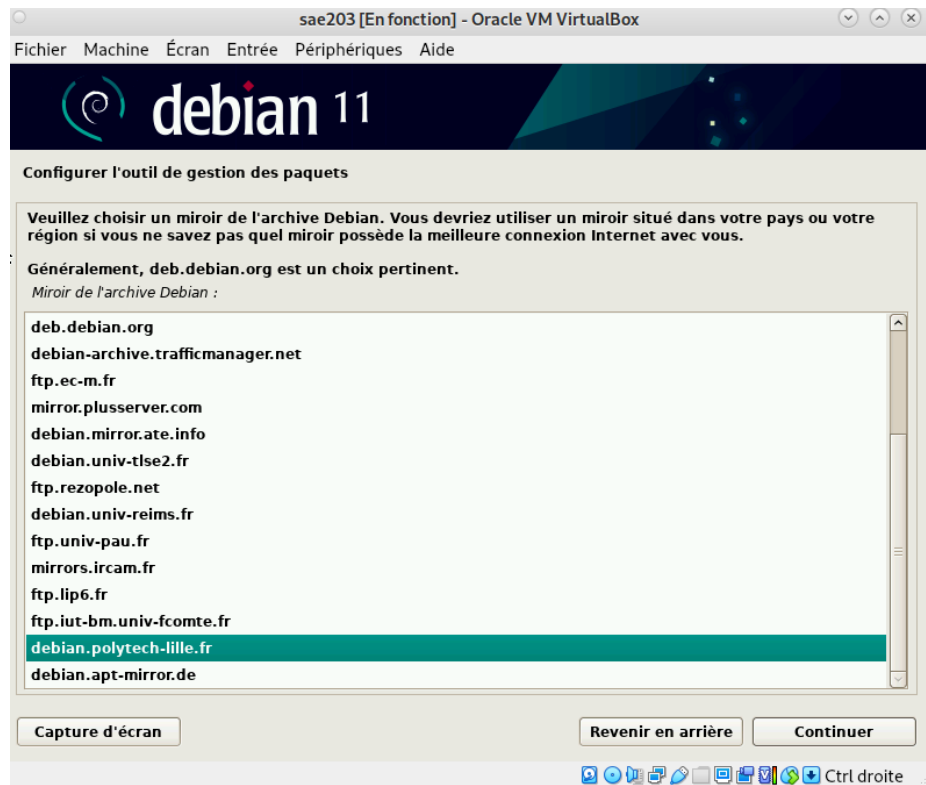 sae203 [En fonction] - Oracle VM VirtualBox
Fichier Machine Écran Entrée Périphériques Aide
debian 11
Configurer l'outil de gestion des paquets
Veuillez choisir un miroir de l'archive Debian. Vous devriez utiliser un miroir situé dans votre pays ou votre
région si vous ne savez pas quel miroir possède la meilleure connexion Internet avec vous.
Généralement, deb.debian.org est un choix pertinent.
Miroir de l'archive Debian :
deb.debian.org
debian-archive.trafficmanager.net
ftp.ec-m.fr
mirror.plusserver.com
debian.mirror.ate.info
debian.univ-tlse2.fr
ftp.rezopole.net
debian.univ-reims.fr
ftp.univ-pau.fr
mirrors.ircam.fr
ftp.lip6.fr
ftp.iut-bm.univ-fcomte.fr
debian.polytech-lille.fr
debian.apt-mirror.de
Capture d'écran Revenir en arrière Continuer
Ctrl droite